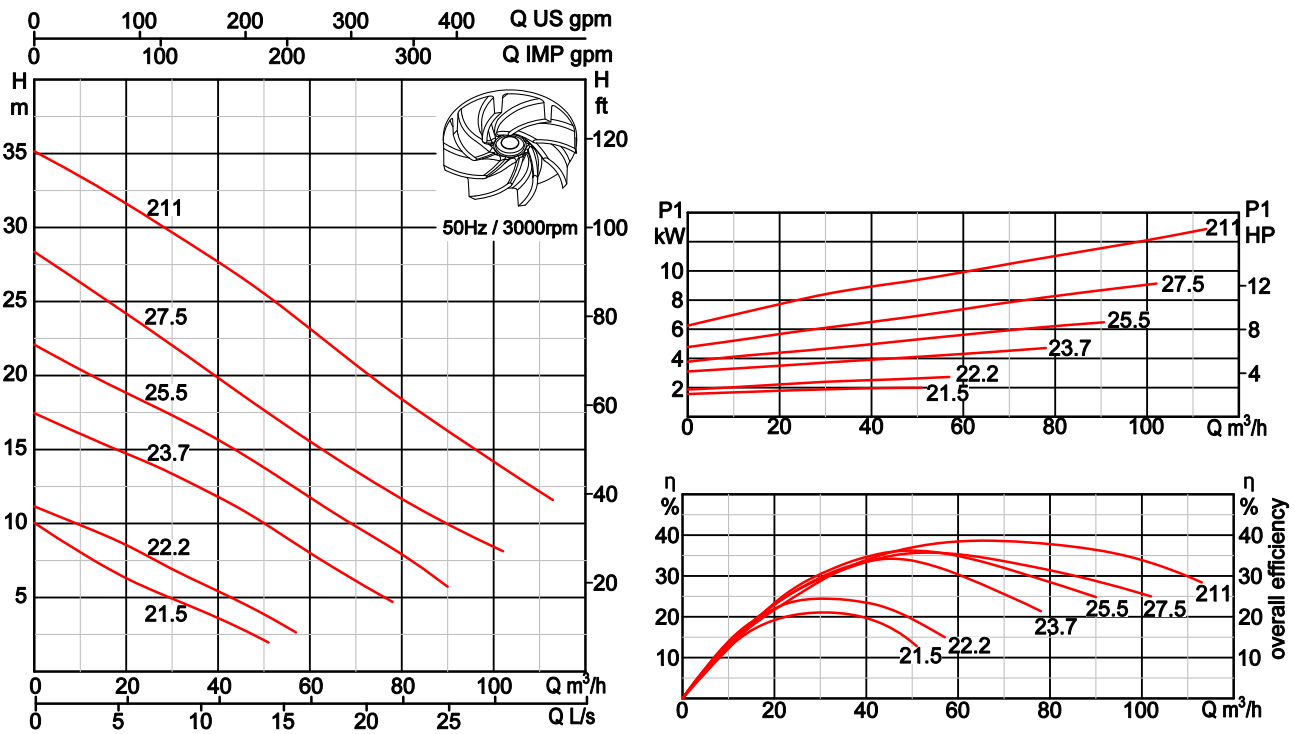 0 100 200 300 400 Q US gpm
0 100 200 300 Q IMP gpm
H
m
H
ft
35
30
25
20
15
10
5
120
100
80
60
40
20
211
27.5
25.5
23.7
22.2
21.5
50Hz / 3000rpm
0 20 40 60 80 100 Q m³/h
0 5 10 15 20 25 Q L/s
P1
kW
P1
HP
10
8
6
4
2
12
8
4
211
27.5
25.5
23.7
22.2
21.5
0 20 40 60 80 100 Q m³/h
η
%
η
%
40
30
20
10
40
30
20
10
overall efficiency
211
27.5
25.5
23.7
22.2
21.5
0 20 40 60 80 100 Q m³/h